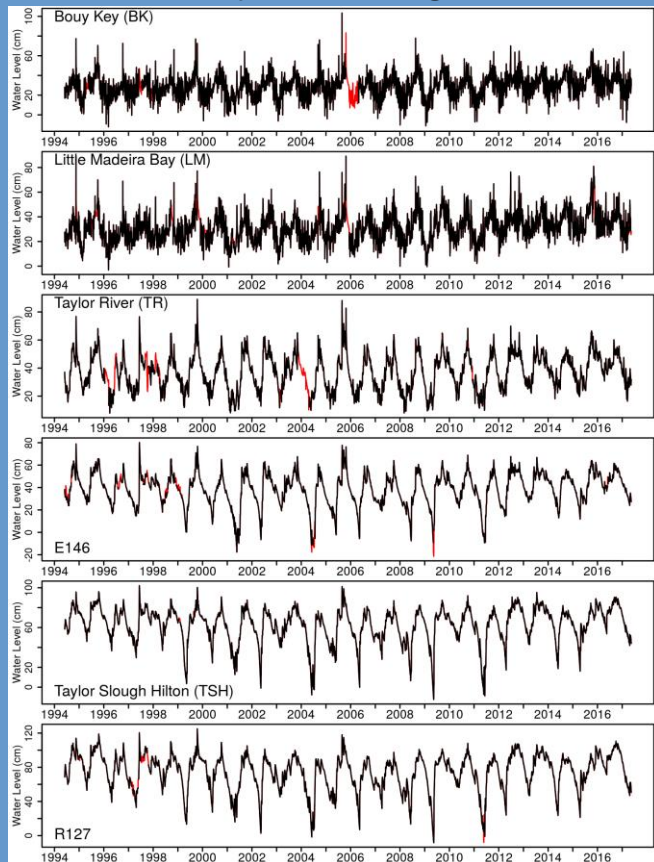 Bouy Key (BK)
Water Level (cm)
0 20 60 100
1994 1996 1998 2000 2002 2004 2006 2008 2010 2012 2014 2016
Little Madeira Bay (LM)
Water Level (cm)
0 20 40 60 80
1994 1996 1998 2000 2002 2004 2006 2008 2010 2012 2014 2016
Taylor River (TR)
Water Level (cm)
20 40 60 80
1994 1996 1998 2000 2002 2004 2006 2008 2010 2012 2014 2016
Water Level (cm)
-20 0 20 40 60 80
E146
1994 1996 1998 2000 2002 2004 2006 2008 2010 2012 2014 2016
Water Level (cm)
0 20 60 100
Taylor Slough Hilton (TSH)
1994 1996 1998 2000 2002 2004 2006 2008 2010 2012 2014 2016
Water Level (cm)
0 40 80 120
R127
1994 1996 1998 2000 2002 2004 2006 2008 2010 2012 2014 2016